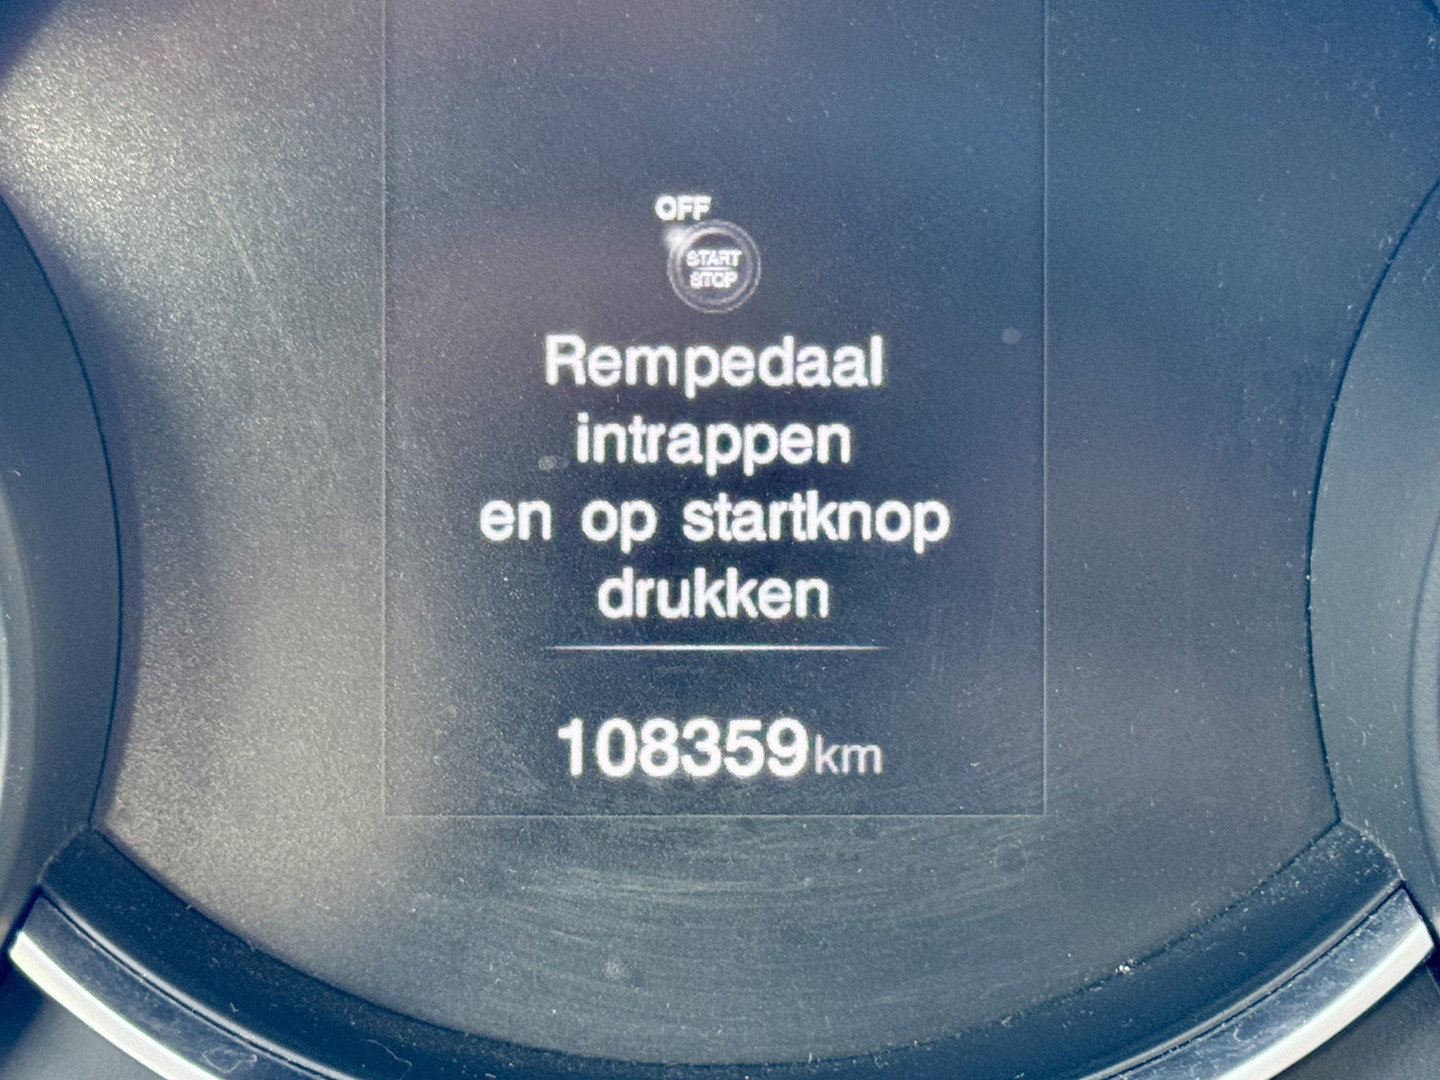 OFF
START
STOP
Rempedaal
intrappen
en op startknop
drukken
108359km